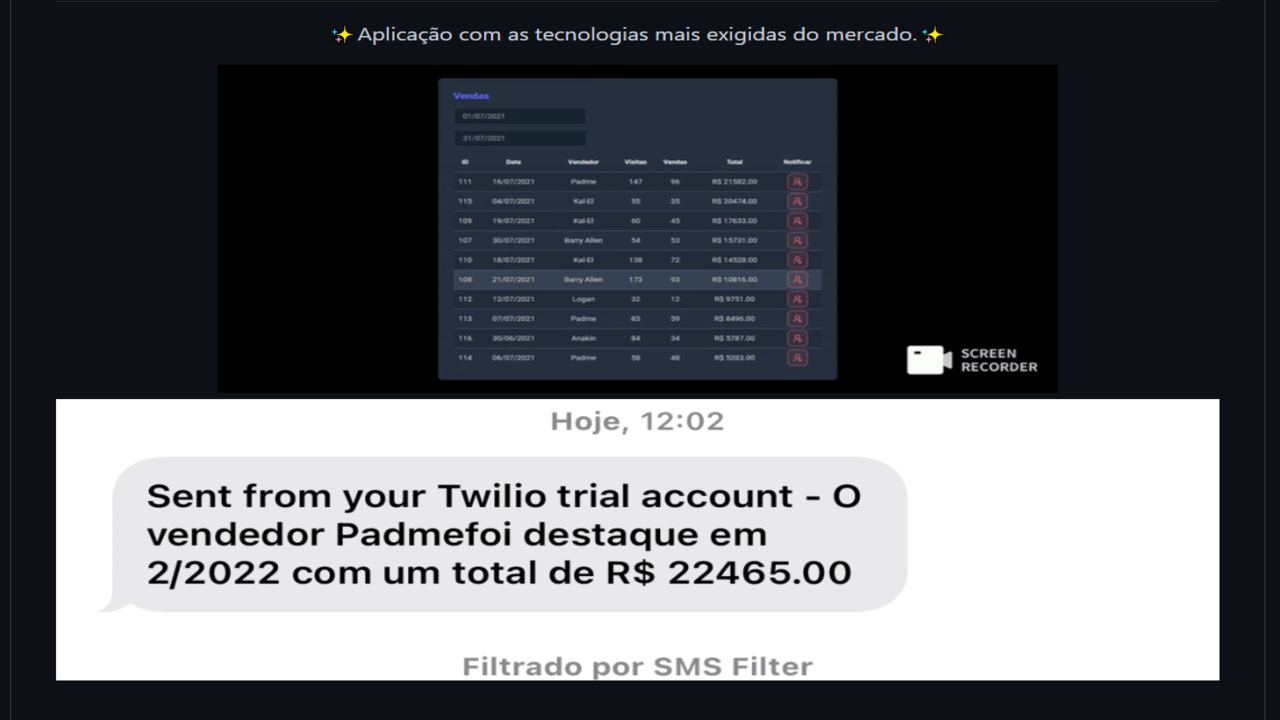 ✨ Aplicação com as tecnologias mais exigidas do mercado. ✨
Vendas
01/07/2021
31/07/2021
ID Data Vendedor Visitas Vendas Total Notificar
111 16/07/2021 Padme 147 96 R$ 21582.00
115 04/07/2021 Kal-El 55 35 R$ 20474.00
109 19/07/2021 Kal-El 60 45 R$ 17633.00
107 30/07/2021 Barry Allen 54 53 R$ 15731.00
110 18/07/2021 Kal-El 138 72 R$ 14528.00
108 21/07/2021 Barry Allen 173 93 R$ 10816.00
112 12/07/2021 Logan 32 12 R$ 9751.00
113 07/07/2021 Padme 83 59 R$ 8496.00
116 30/06/2021 Anakin 84 34 R$ 5787.00
114 06/07/2021 Padme 58 48 R$ 5283.00
SCREEN
RECORDER
Hoje, 12:02
Sent from your Twilio trial account - O
vendedor Padmefoi destaque em
2/2022 com um total de R$ 22465.00
Filtrado por SMS Filter